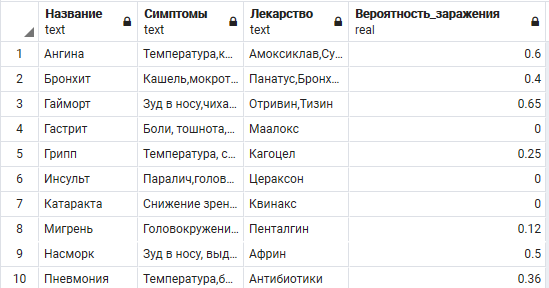 Название Симптомы Лекарство Вероятность_заражения
text text text real
1 Ангина Температура,к... Амоксиклав,Су... 0.6
2 Бронхит Кашель,мокрот... Панатус,Бронх... 0.4
3 Гайморт Зуд в носу,чиха... Отривин,Тизин 0.65
4 Гастрит Боли, тошнота,... Маалокс 0
5 Грипп Температура, с... Кагоцел 0.25
6 Инсульт Паралич,голов... Цераксон 0
7 Катаракта Снижение зрен... Квинакс 0
8 Мигрень Головокружени... Пенталгин 0.12
9 Насморк Зуд в носу, выд... Африн 0.5
10 Пневмония Температура,б... Антибиотики 0.36